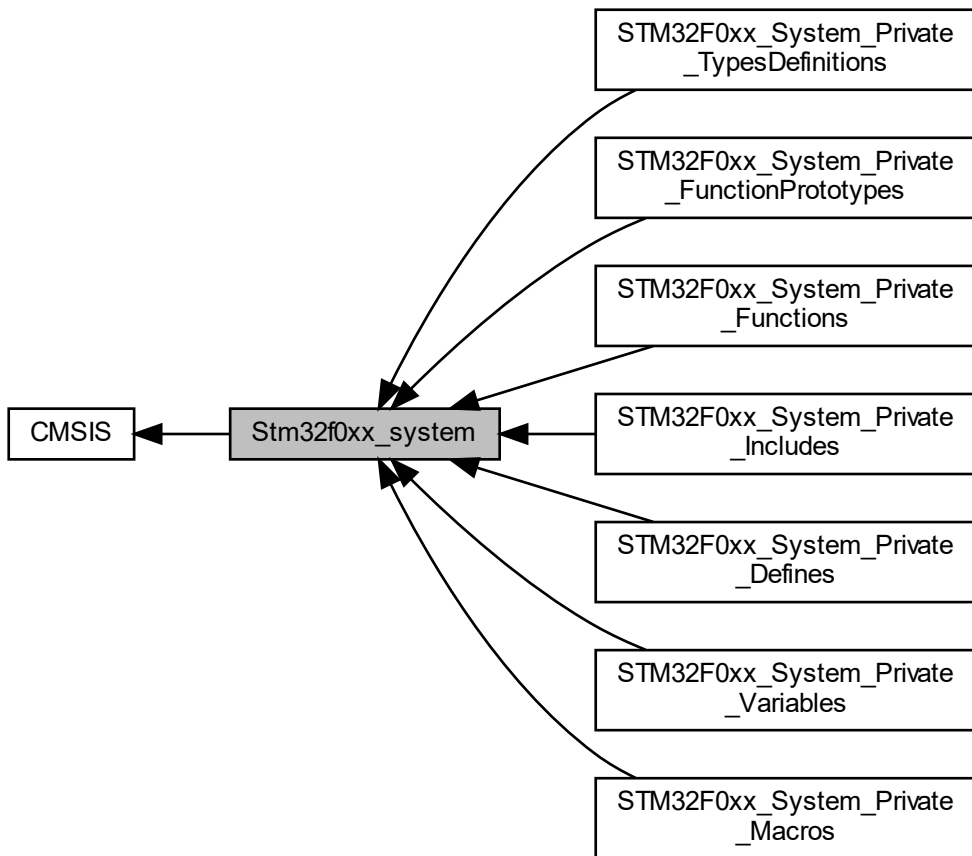 STM32F0xx_System_Private
_TypesDefinitions
STM32F0xx_System_Private
_FunctionPrototypes
STM32F0xx_System_Private
_Functions
CMSIS
Stm32f0xx_system
STM32F0xx_System_Private
_Includes
STM32F0xx_System_Private
_Defines
STM32F0xx_System_Private
_Variables
STM32F0xx_System_Private
_Macros